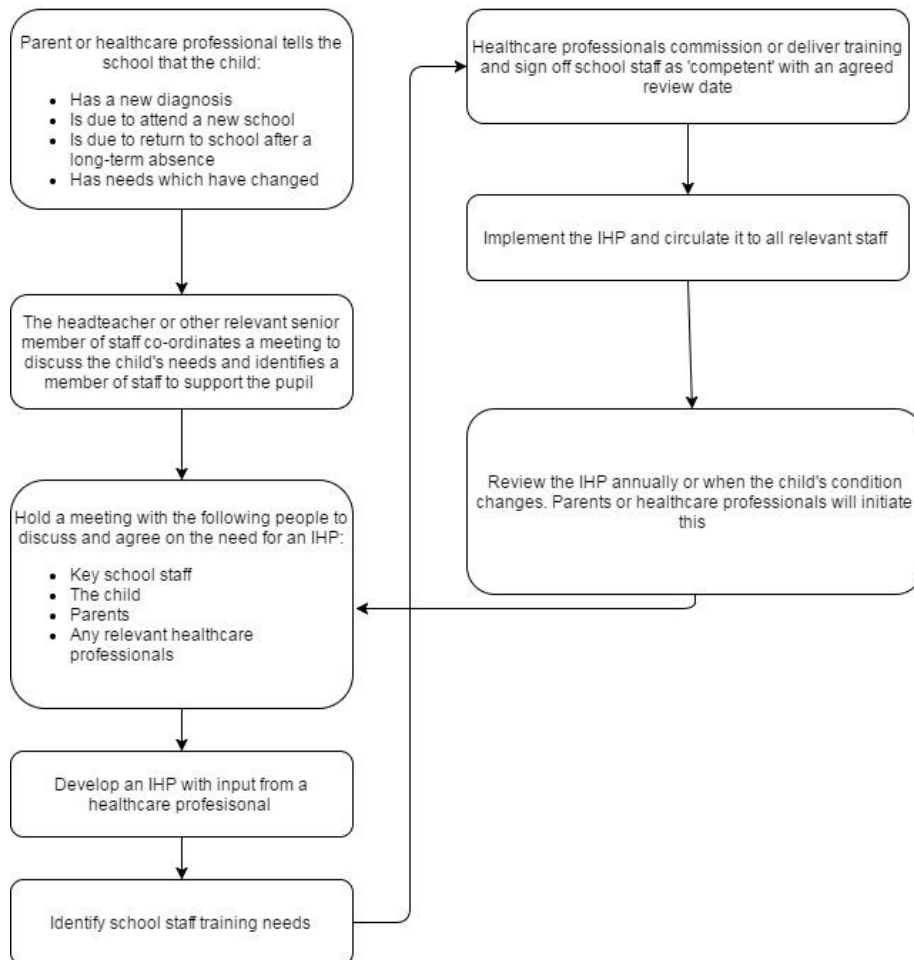 Parent or healthcare professional tells the
school that the child:
• Has a new diagnosis
• Is due to attend a new school
• Is due to return to school after a
long-term absence
• Has needs which have changed
The headteacher or other relevant senior
member of staff co-ordinates a meeting to
discuss the child's needs and identifies a
member of staff to support the pupil
Hold a meeting with the following people to
discuss and agree on the need for an IHP:
• Key school staff
• The child
• Parents
• Any relevant healthcare
professionals
Develop an IHP with input from a
healthcare profesisonal
Identify school staff training needs
Healthcare professionals commission or deliver training
and sign off school staff as 'competent' with an agreed
review date
Implement the IHP and circulate it to all relevant staff
Review the IHP annually or when the child's condition
changes. Parents or healthcare professionals will initiate
this